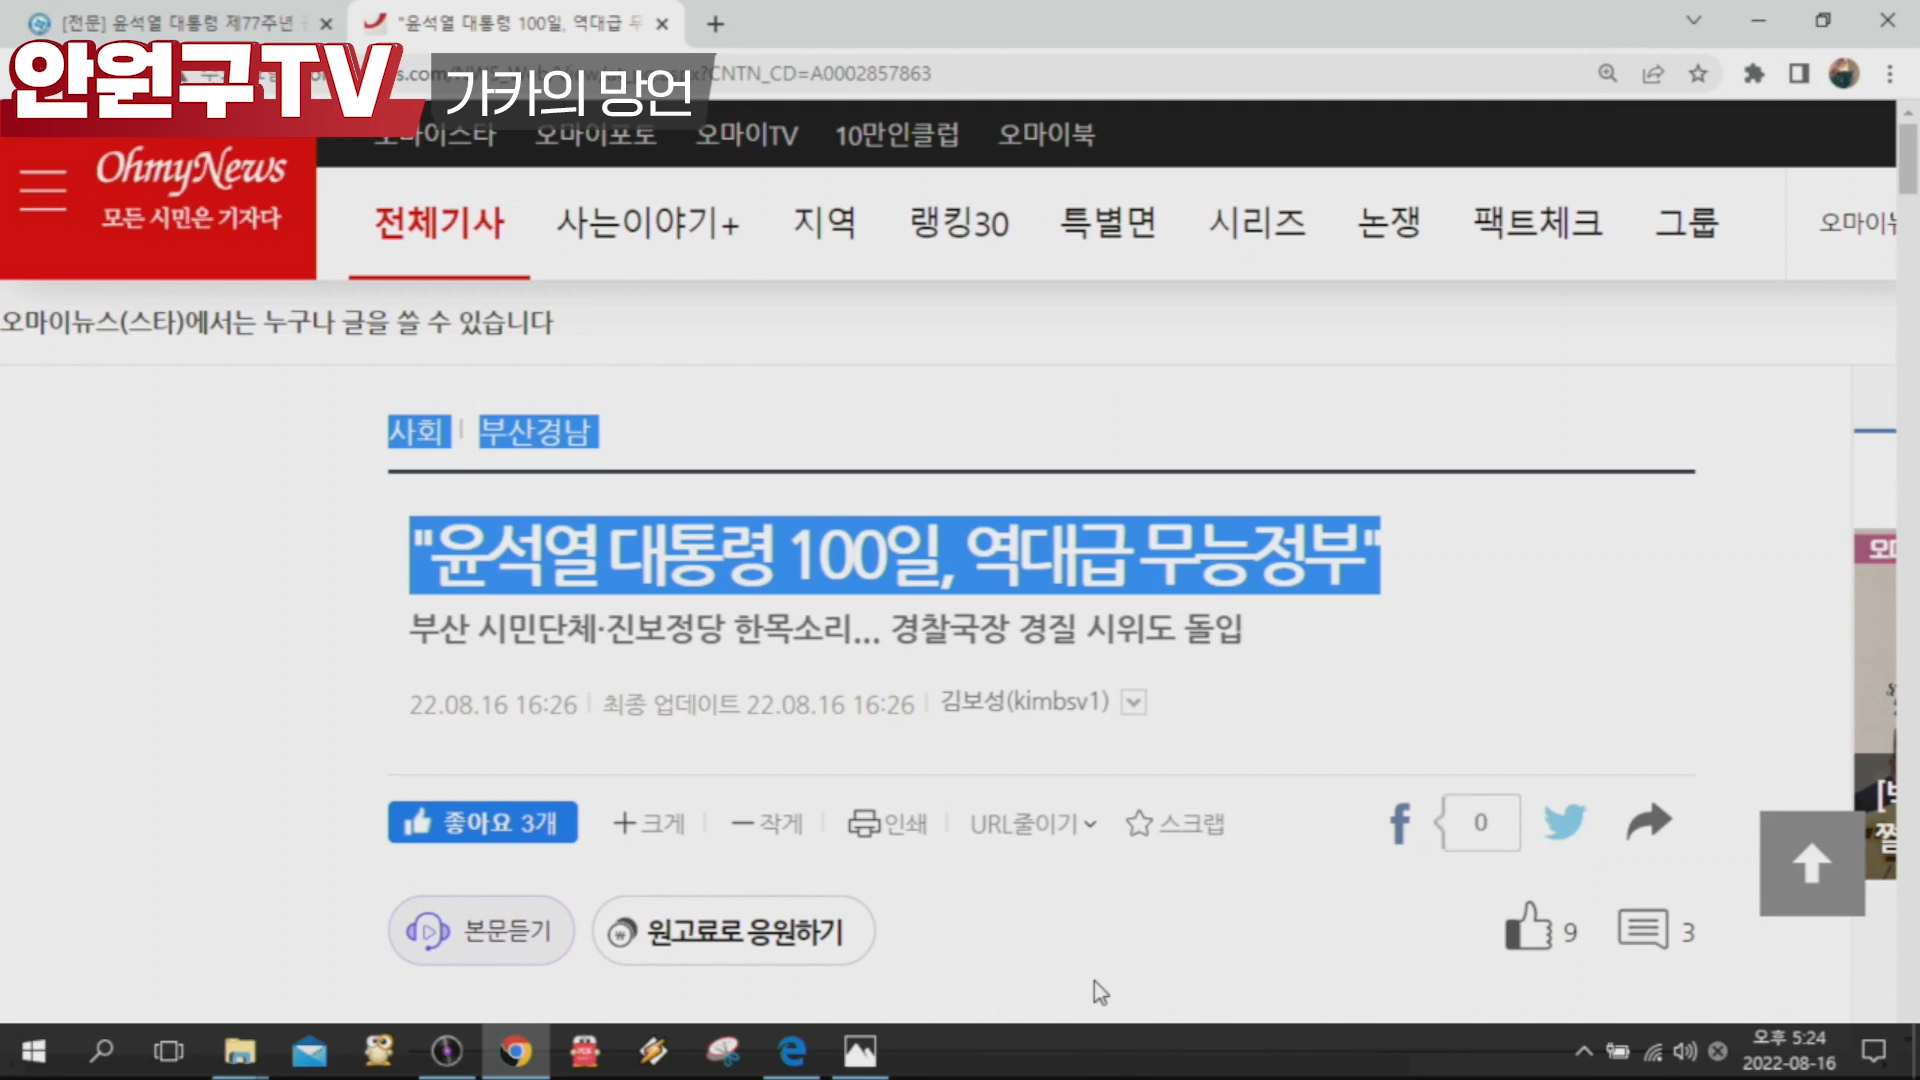 [전문] 윤석열 대통령 제77주년
"윤석열 대통령 100일, 역대급 무
안원구TV
가카의 망언
CNTN_CD=A0002857863
오마이스타 오마이포토 오마이TV 10만인클럽 오마이북
OhmyNews
모든 시민은 기자다
전체기사 사는이야기+ 지역 랭킹30 특별면 시리즈 논쟁 팩트체크 그룹
오마이뉴스(스타)에서는 누구나 글을 쓸 수 있습니다
사회 부산경남
"윤석열 대통령 100일, 역대급 무능정부"
부산 시민단체·진보정당 한목소리... 경찰국장 경질 시위도 돌입
22.08.16 16:26 최종 업데이트 22.08.16 16:26 김보성(kimbsv1)
좋아요 3개 크게 작게 인쇄 URL줄이기 스크랩 0
본문듣기 원고료로 응원하기 9 3
오후 5:24
2022-08-16